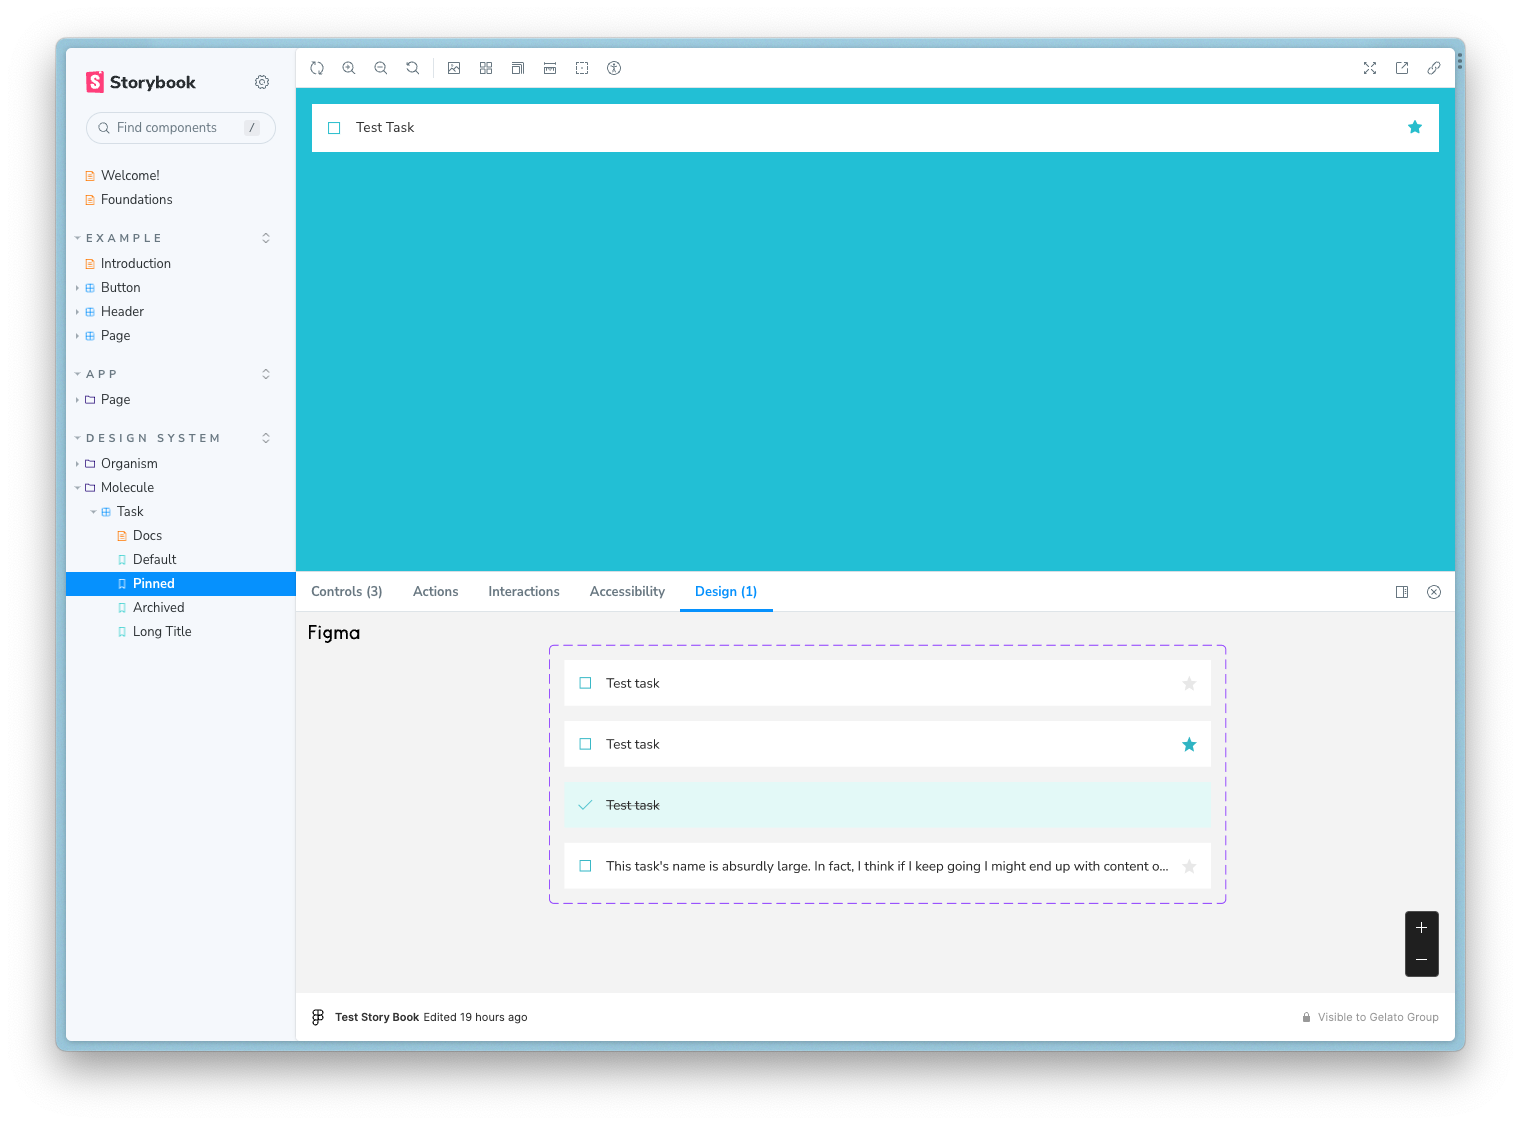 Storybook
Find components /
Welcome!
Foundations
EXAMPLE
Introduction
Button
Header
Page
APP
Page
DESIGN SYSTEM
Organism
Molecule
Task
Docs
Default
Pinned
Archived
Long Title
Test Task
Controls (3) Actions Interactions Accessibility Design (1)
Figma
Test task
Test task
Test task
This task's name is absurdly large. In fact, I think if I keep going I might end up with content o...
Test Story Book Edited 19 hours ago
Visible to Gelato Group